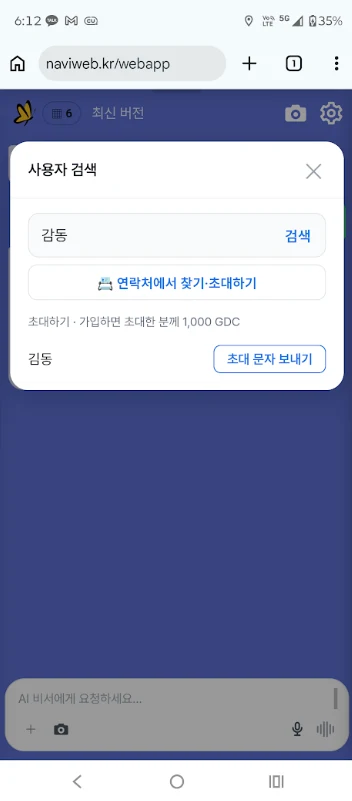 6:12 35%
naviweb.kr/webapp
6 최신 버전
사용자 검색
감동 검색
연락처에서 찾기·초대하기
초대하기 · 가입하면 초대한 분께 1,000 GDC
김동 초대 문자 보내기
AI 비서에게 요청하세요...